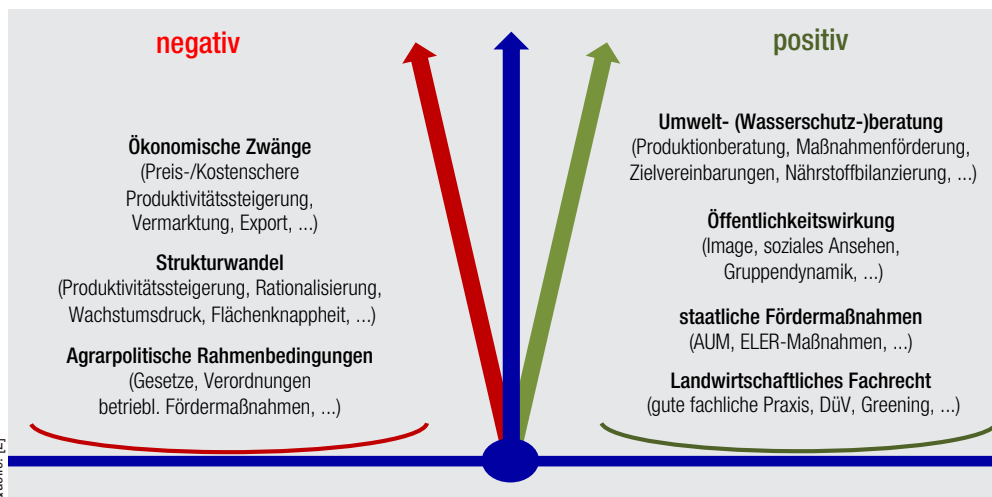 negativ
Ökonomische Zwänge
(Preis-/Kostenschere
Produktivitätssteigerung,
Vermarktung, Export, ...)
Strukturwandel
(Produktivitätssteigerung, Rationalisierung,
Wachstumsdruck, Flächenknappheit, ...)
Agrarpolitische Rahmenbedingungen
(Gesetze, Verordnungen
betriebl. Fördermaßnahmen, ...)
positiv
Umwelt- (Wasserschutz-)beratung
(Produktionberatung, Maßnahmenförderung,
Zielvereinbarungen, Nährstoffbilanzierung, ...)
Öffentlichkeitswirkung
(Image, soziales Ansehen,
Gruppendynamik, ...)
staatliche Fördermaßnahmen
(AUM, ELER-Maßnahmen, ...)
Landwirtschaftliches Fachrecht
(gute fachliche Praxis, DüV, Greening, ...)